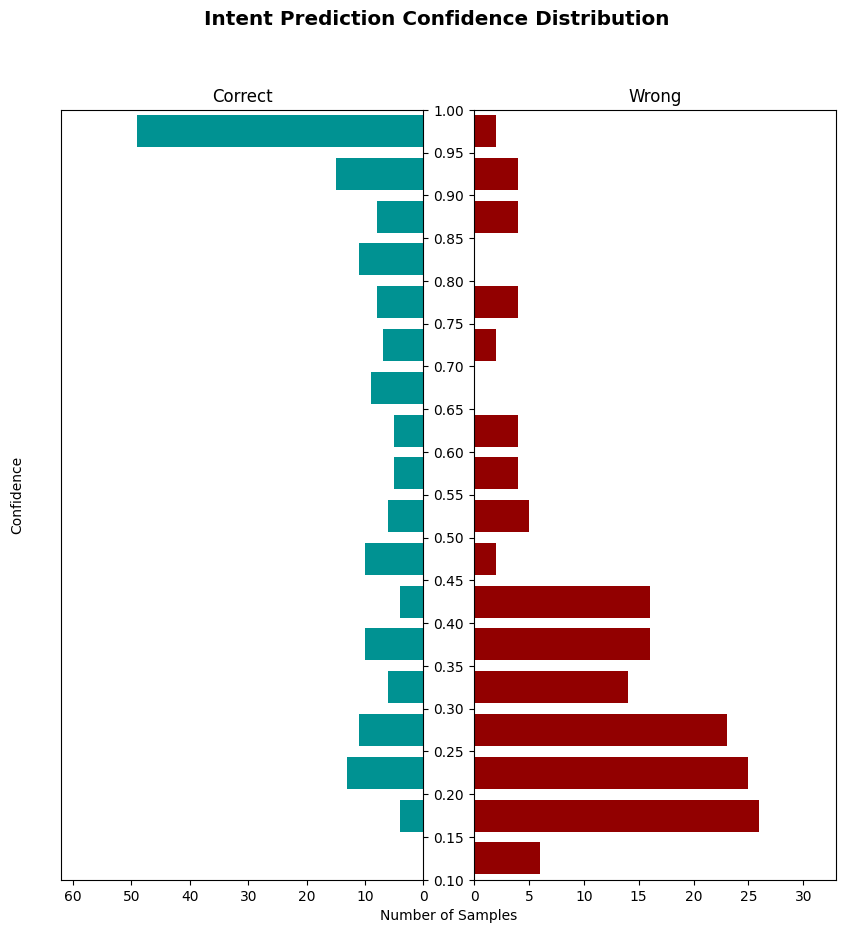 Intent Prediction Confidence Distribution
Correct
Wrong
1.00
0.95
0.90
0.85
0.80
0.75
0.70
0.65
0.60
0.55
0.50
0.45
0.40
0.35
0.30
0.25
0.20
0.15
0.10
Confidence
60 50 40 30 20 10 0
0 5 10 15 20 25 30
Number of Samples